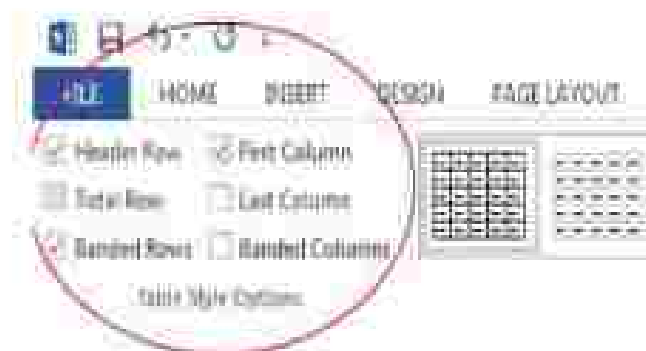 FILE HOME INSERT DESIGN PAGE LAYOUT
Header Row First Column
Total Row Last Column
Banded Rows Banded Columns
Table Style Options